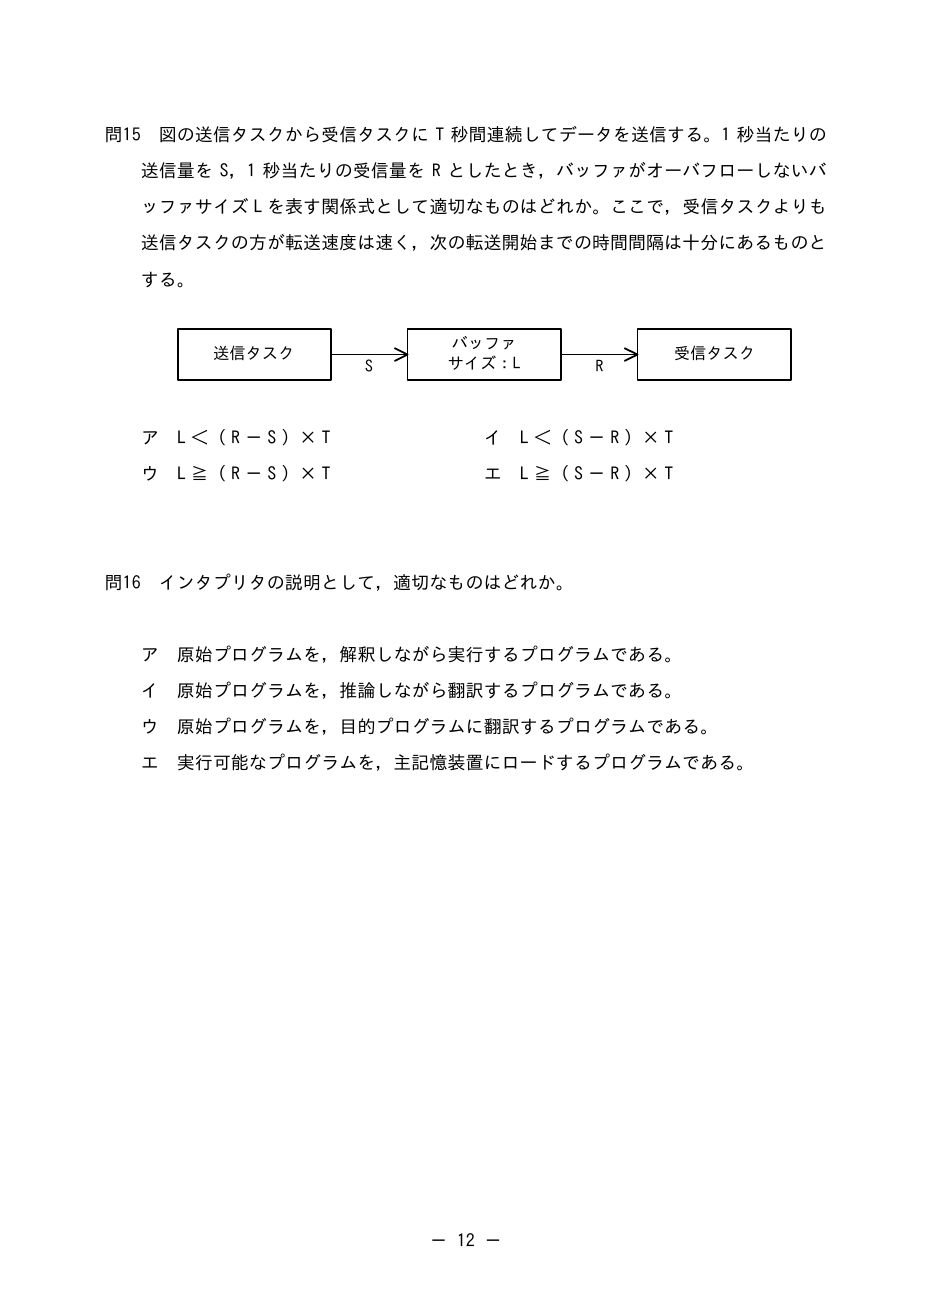 問15　図の送信タスクから受信タスクに T 秒間連続してデータを送信する。1 秒当たりの
送信量を S，1 秒当たりの受信量を R としたとき，バッファがオーバフローしないバ
ッファサイズ L を表す関係式として適切なものはどれか。ここで，受信タスクよりも
送信タスクの方が転送速度は速く，次の転送開始までの時間間隔は十分にあるものと
する。
送信タスク
S
バッファ
サイズ：L
R
受信タスク
ア　L＜（R－S）×T　イ　L＜（S－R）×T
ウ　L≧（R－S）×T　エ　L≧（S－R）×T
問16　インタプリタの説明として，適切なものはどれか。
ア　原始プログラムを，解釈しながら実行するプログラムである。
イ　原始プログラムを，推論しながら翻訳するプログラムである。
ウ　原始プログラムを，目的プログラムに翻訳するプログラムである。
エ　実行可能なプログラムを，主記憶装置にロードするプログラムである。
－ 12 －